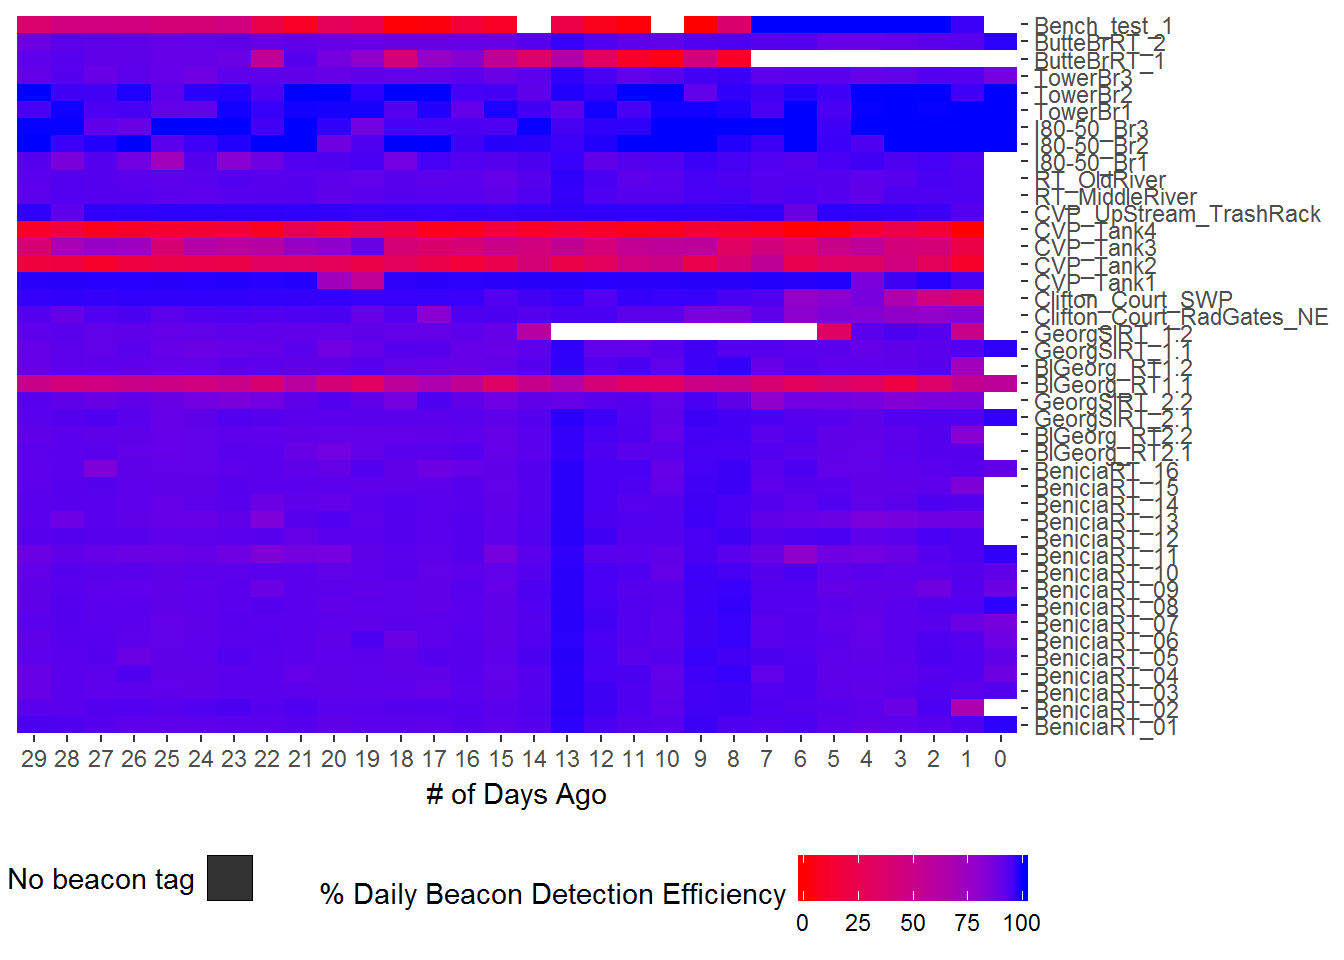 Bench_test_1
ButteBrRT_2
ButteBrRT_1
TowerBr3
TowerBr2
TowerBr1
I80-50_Br3
I80-50_Br2
I80-50_Br1
RT_OldRiver
RT_MiddleRiver
CVP_UpStream_TrashRack
CVP_Tank4
CVP_Tank3
CVP_Tank2
CVP_Tank1
Clifton_Court_SWP
Clifton_Court_RadGates_NE
GeorgSlRT_1.2
GeorgSlRT_1.1
BlGeorg_RT1.2
BlGeorg_RT1.1
GeorgSlRT_2.2
GeorgSlRT_2.1
BlGeorg_RT2.2
BlGeorg_RT2.1
BeniciaRT_16
BeniciaRT_15
BeniciaRT_14
BeniciaRT_13
BeniciaRT_12
BeniciaRT_11
BeniciaRT_10
BeniciaRT_09
BeniciaRT_08
BeniciaRT_07
BeniciaRT_06
BeniciaRT_05
BeniciaRT_04
BeniciaRT_03
BeniciaRT_02
BeniciaRT_01
29 28 27 26 25 24 23 22 21 20 19 18 17 16 15 14 13 12 11 10 9 8 7 6 5 4 3 2 1 0
# of Days Ago
No beacon tag
% Daily Beacon Detection Efficiency
0 25 50 75 100